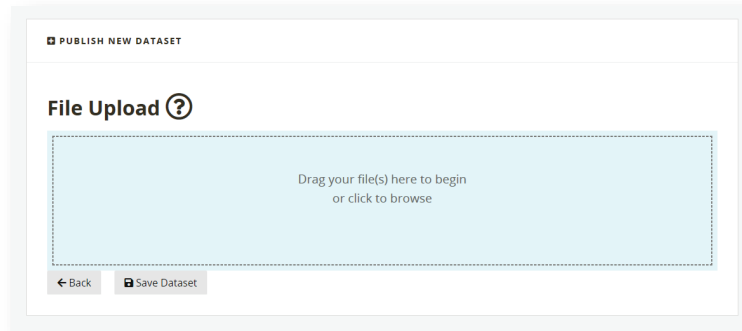 PUBLISH NEW DATASET
File Upload
Drag your file(s) here to begin
or click to browse
Back
Save Dataset